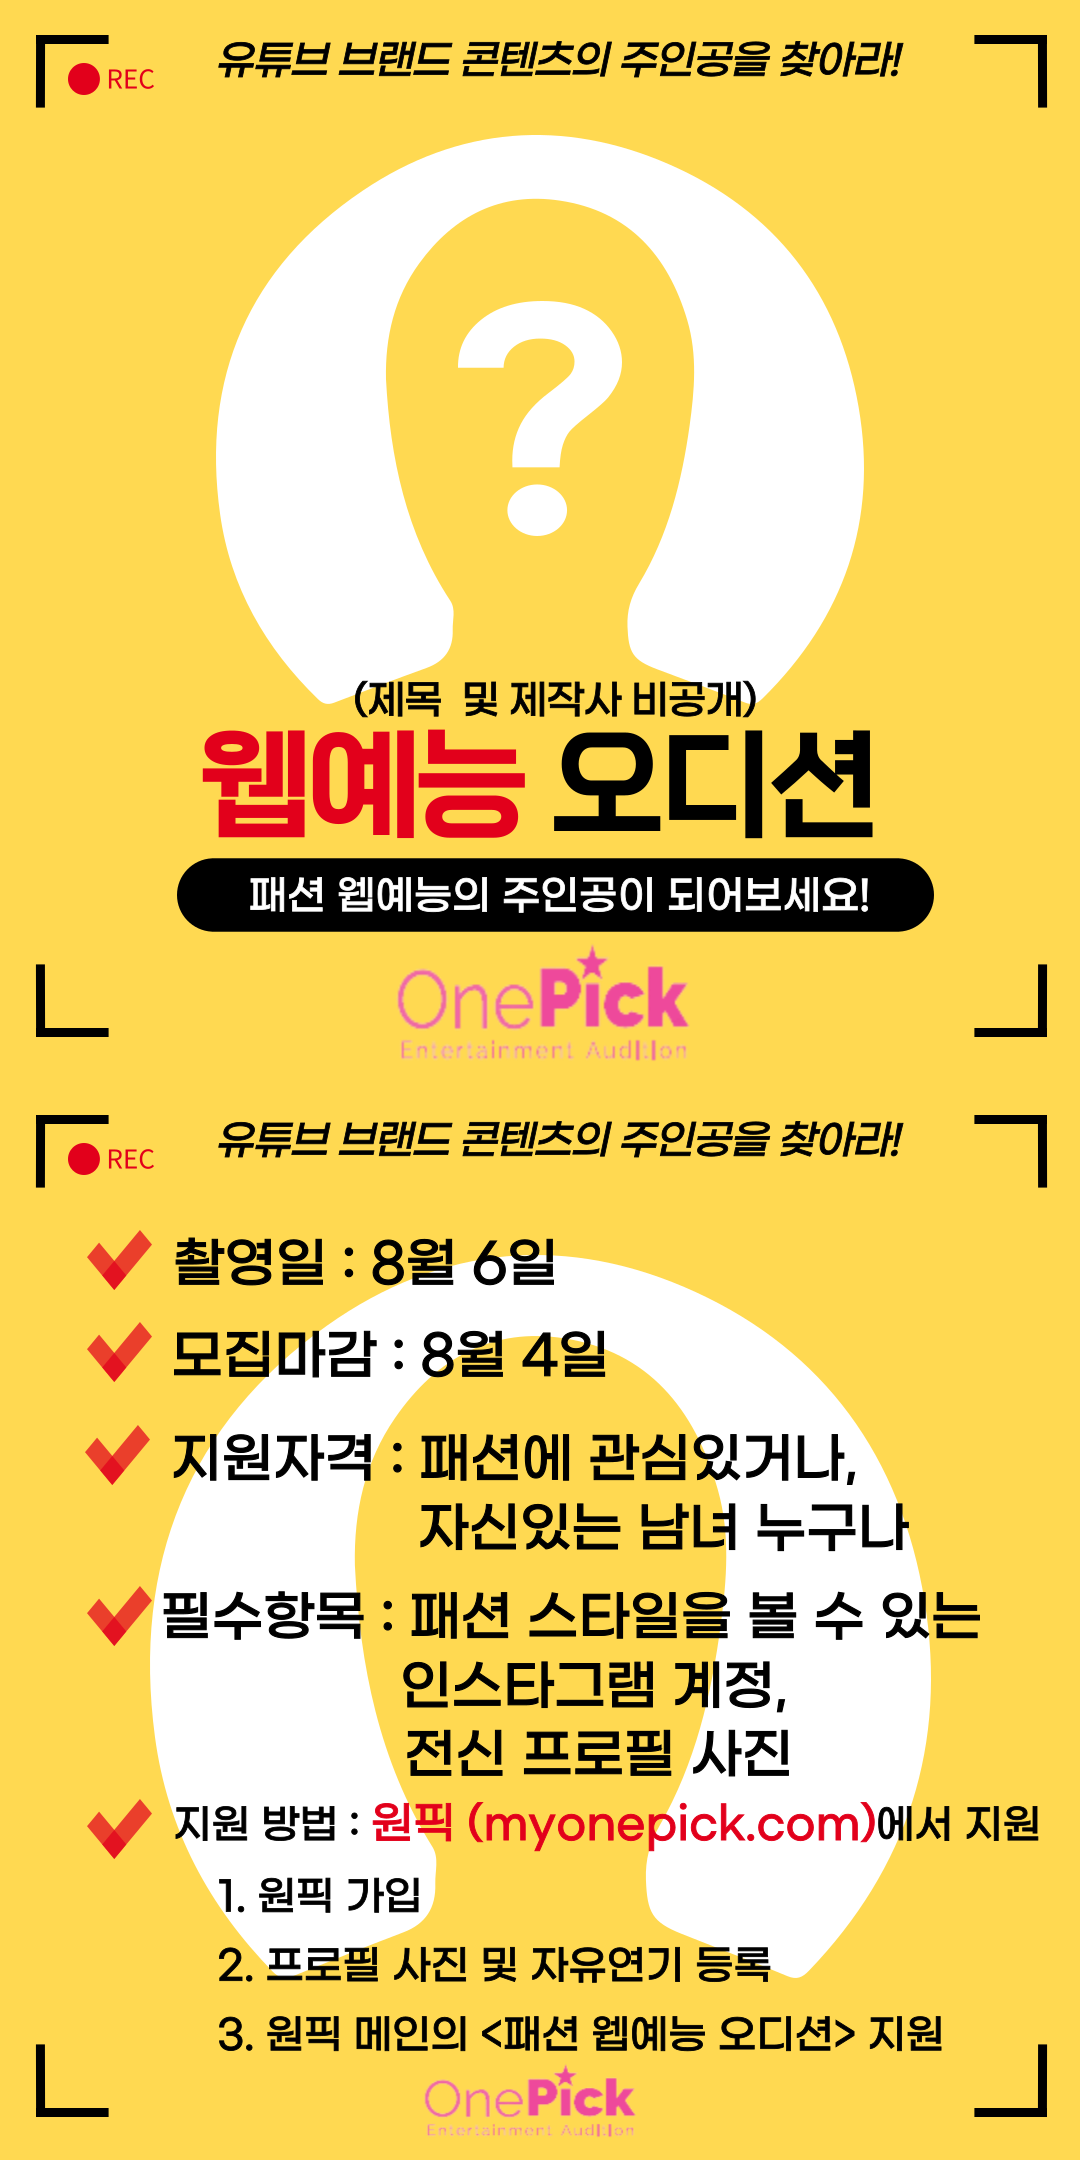 REC
유튜브 브랜드 콘텐츠의 주인공을 찾아라!
?
(제목 및 제작사 비공개)
웹예능 오디션
패션 웹예능의 주인공이 되어보세요!
OnePick
Entertainment Audition
REC
유튜브 브랜드 콘텐츠의 주인공을 찾아라!
촬영일 : 8월 6일
모집마감 : 8월 4일
지원자격 : 패션에 관심있거나,
자신있는 남녀 누구나
필수항목 : 패션 스타일을 볼 수 있는
인스타그램 계정,
전신 프로필 사진
지원 방법 : 원픽 (myonepick.com)에서 지원
1. 원픽 가입
2. 프로필 사진 및 자유연기 등록
3. 원픽 메인의 <패션 웹예능 오디션> 지원
OnePick
Entertainment Audition